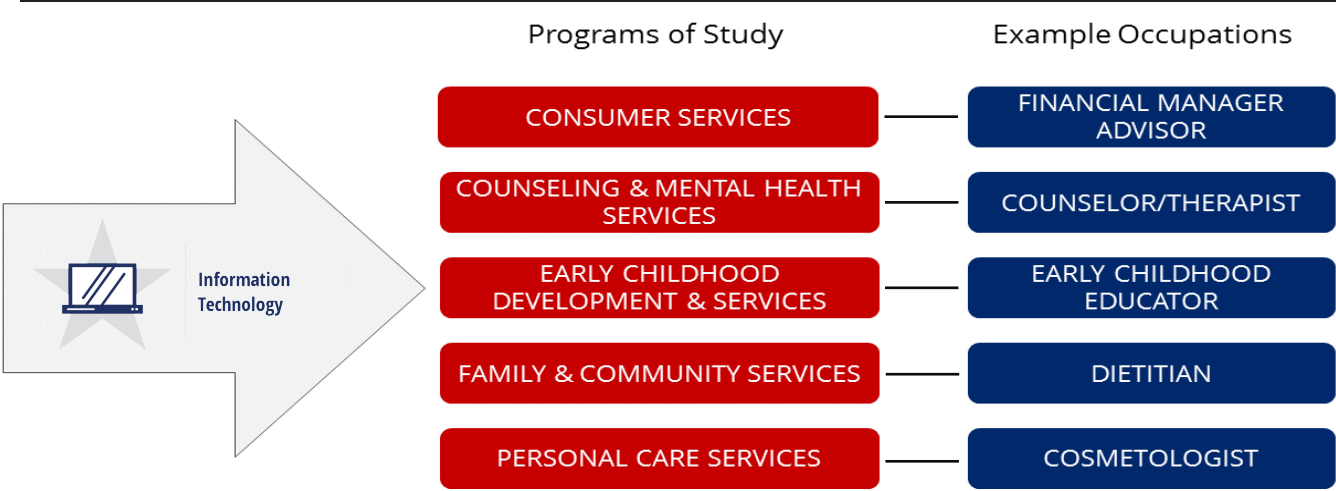 Programs of Study
Example Occupations
CONSUMER SERVICES
FINANCIAL MANAGER
ADVISOR
COUNSELING & MENTAL HEALTH
SERVICES
COUNSELOR/THERAPIST
Information
Technology
EARLY CHILDHOOD
DEVELOPMENT & SERVICES
EARLY CHILDHOOD
EDUCATOR
FAMILY & COMMUNITY SERVICES
DIETITIAN
PERSONAL CARE SERVICES
COSMETOLOGIST